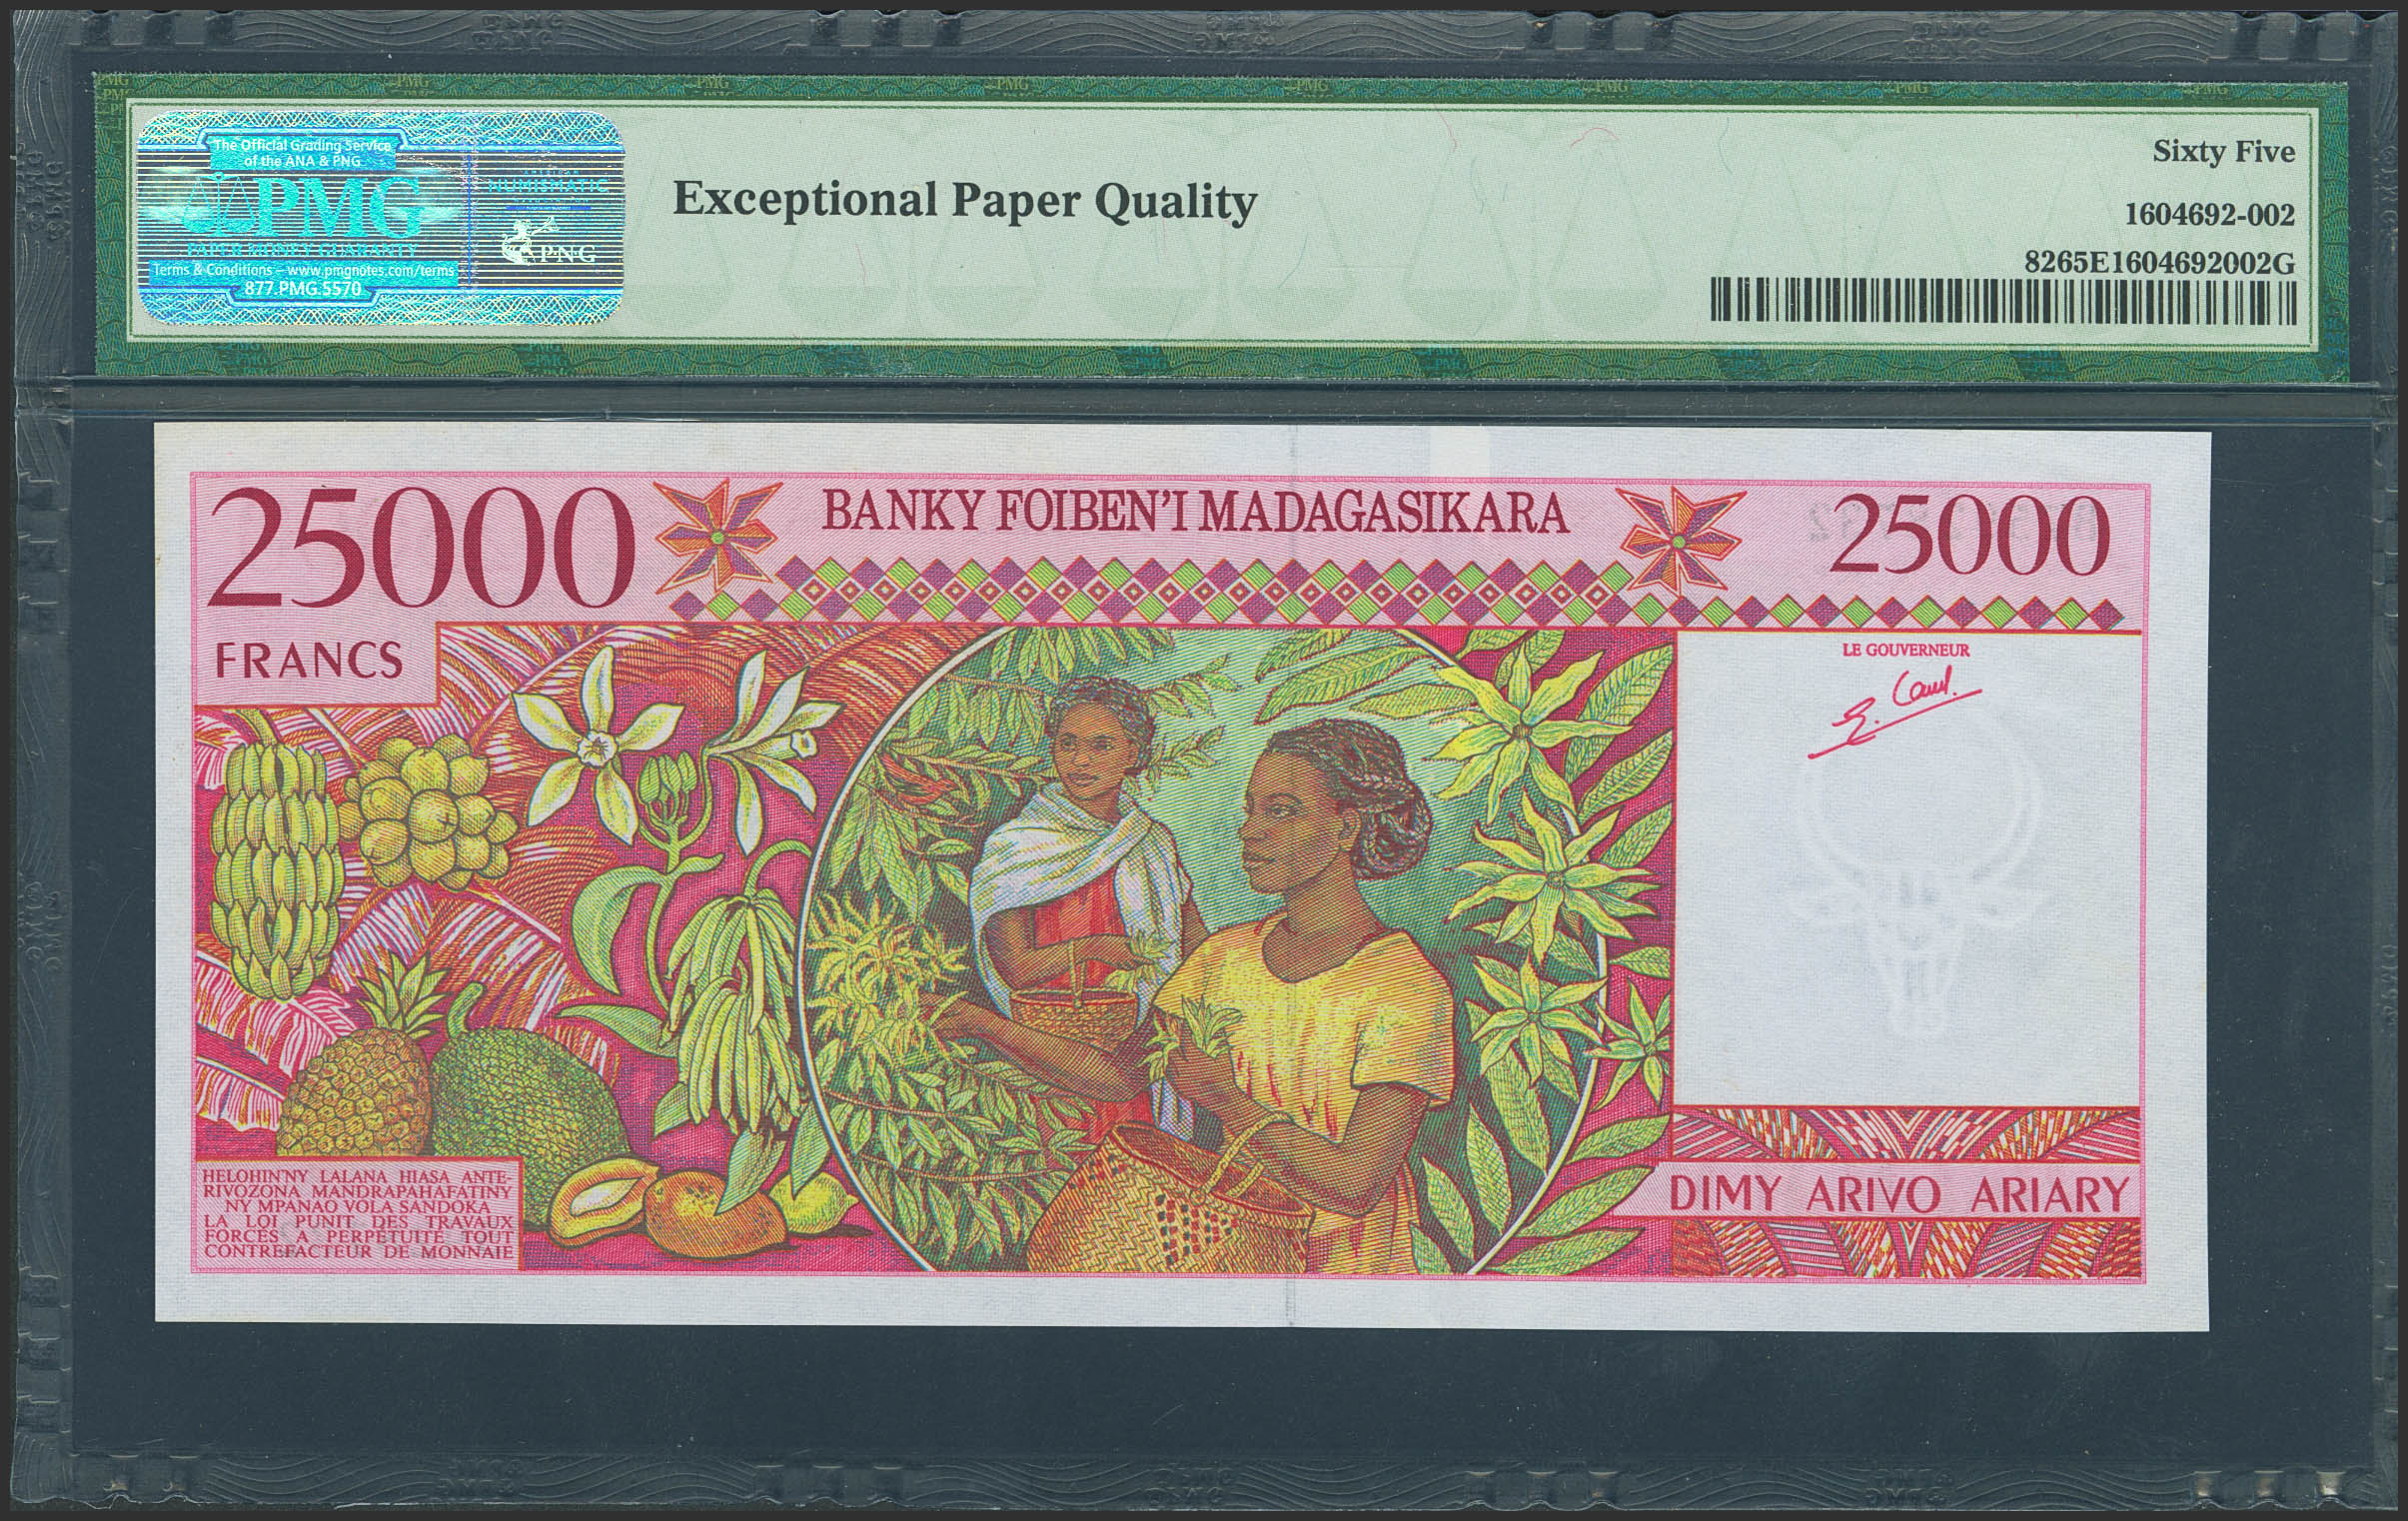 The Official Grading Service
of the ANA & PNG
PMG
PAPER MONEY GUARANTY
Terms & Conditions – www.pmgnotes.com/terms
877.PMG.5570
NUMISMATIC
PNG
Exceptional Paper Quality
Sixty Five
1604692-002
8265E1604692002G
25000
BANKY FOIBEN'I MADAGASIKARA
25000
FRANCS
LE GOUVERNEUR
HELOHIN'NY LALANA HIASA ANTE-
RIVOZONA MANDRAPAHAFATINY
NY MPANAO VOLA SANDOKA
LA LOI PUNIT DES TRAVAUX
FORCÉS A PERPÉTUITÉ TOUT
CONTREFACTEUR DE MONNAIE
DIMY ARIVO ARIARY